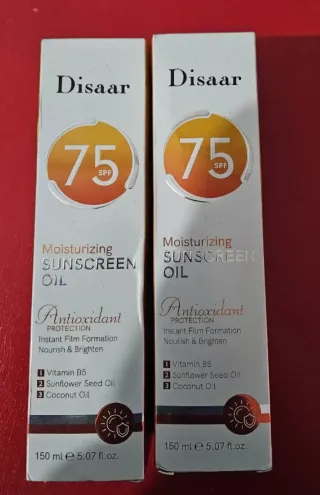 Disaar
75
SPF
Moisturizing
SUNSCREEN
OIL
Antioxidant
PROTECTION
Instant Film Formation
Nourish & Brighten
1 Vitamin B5
2 Sunflower Seed Oil
3 Coconut Oil
150 ml ℮ 5.07 fl.oz.
Disaar
75
SPF
Moisturizing
SUNSCREEN
OIL
Antioxidant
PROTECTION
Instant Film Formation
Nourish & Brighten
1 Vitamin B5
2 Sunflower Seed Oil
3 Coconut Oil
150 ml ℮ 5.07 fl.oz.